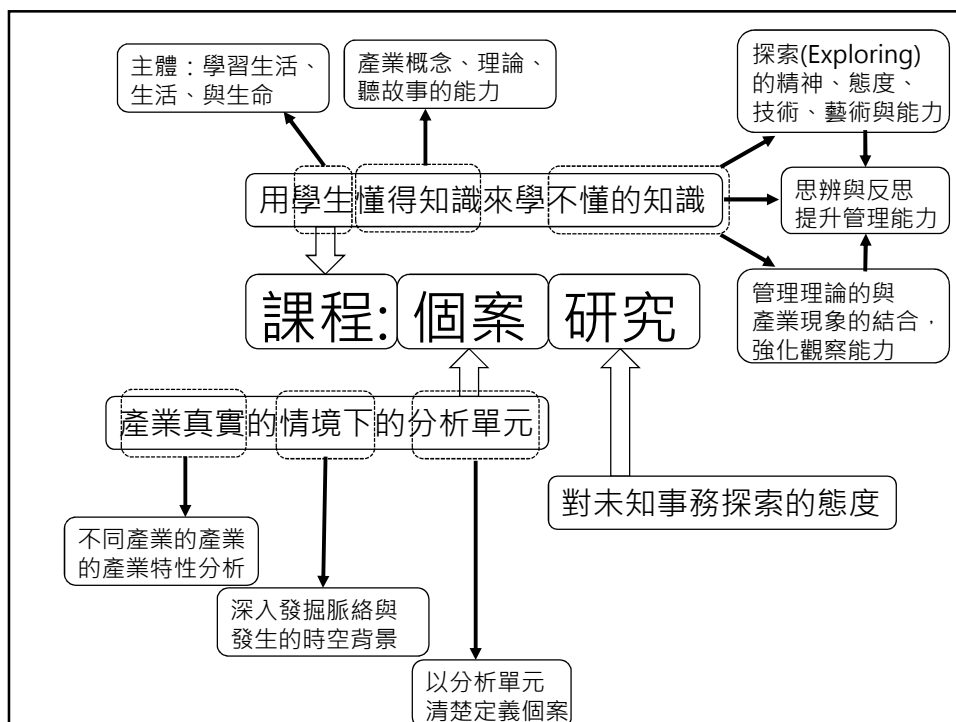 主體：學習生活、
生活、與生命
產業概念、理論、
聽故事的能力
探索(Exploring)
的精神、態度、
技術、藝術與能力
用學生懂得知識來學不懂的知識
思辨與反思
提升管理能力
課程: 個案 研究
管理理論的與
產業現象的結合，
強化觀察能力
產業真實的情境下的分析單元
對未知事務探索的態度
不同產業的產業
的產業特性分析
深入發掘脈絡與
發生的時空背景
以分析單元
清楚定義個案